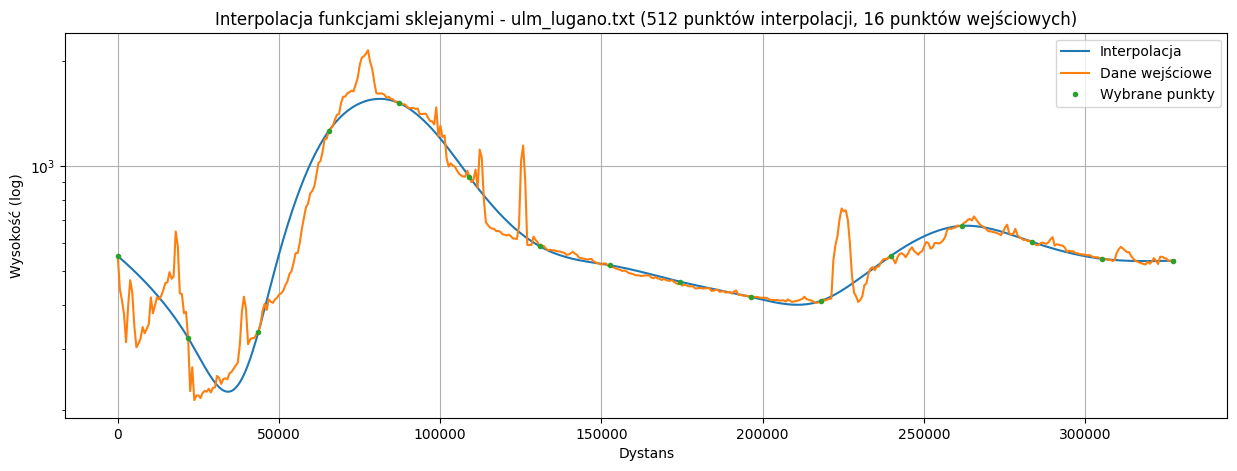 Interpolacja funkcjami sklejanymi - ulm_lugano.txt (512 punktów interpolacji, 16 punktów wejściowych)
Interpolacja
Dane wejściowe
Wybrane punkty
Wysokość (log)
10³
0
50000
100000
150000
200000
250000
300000
Dystans